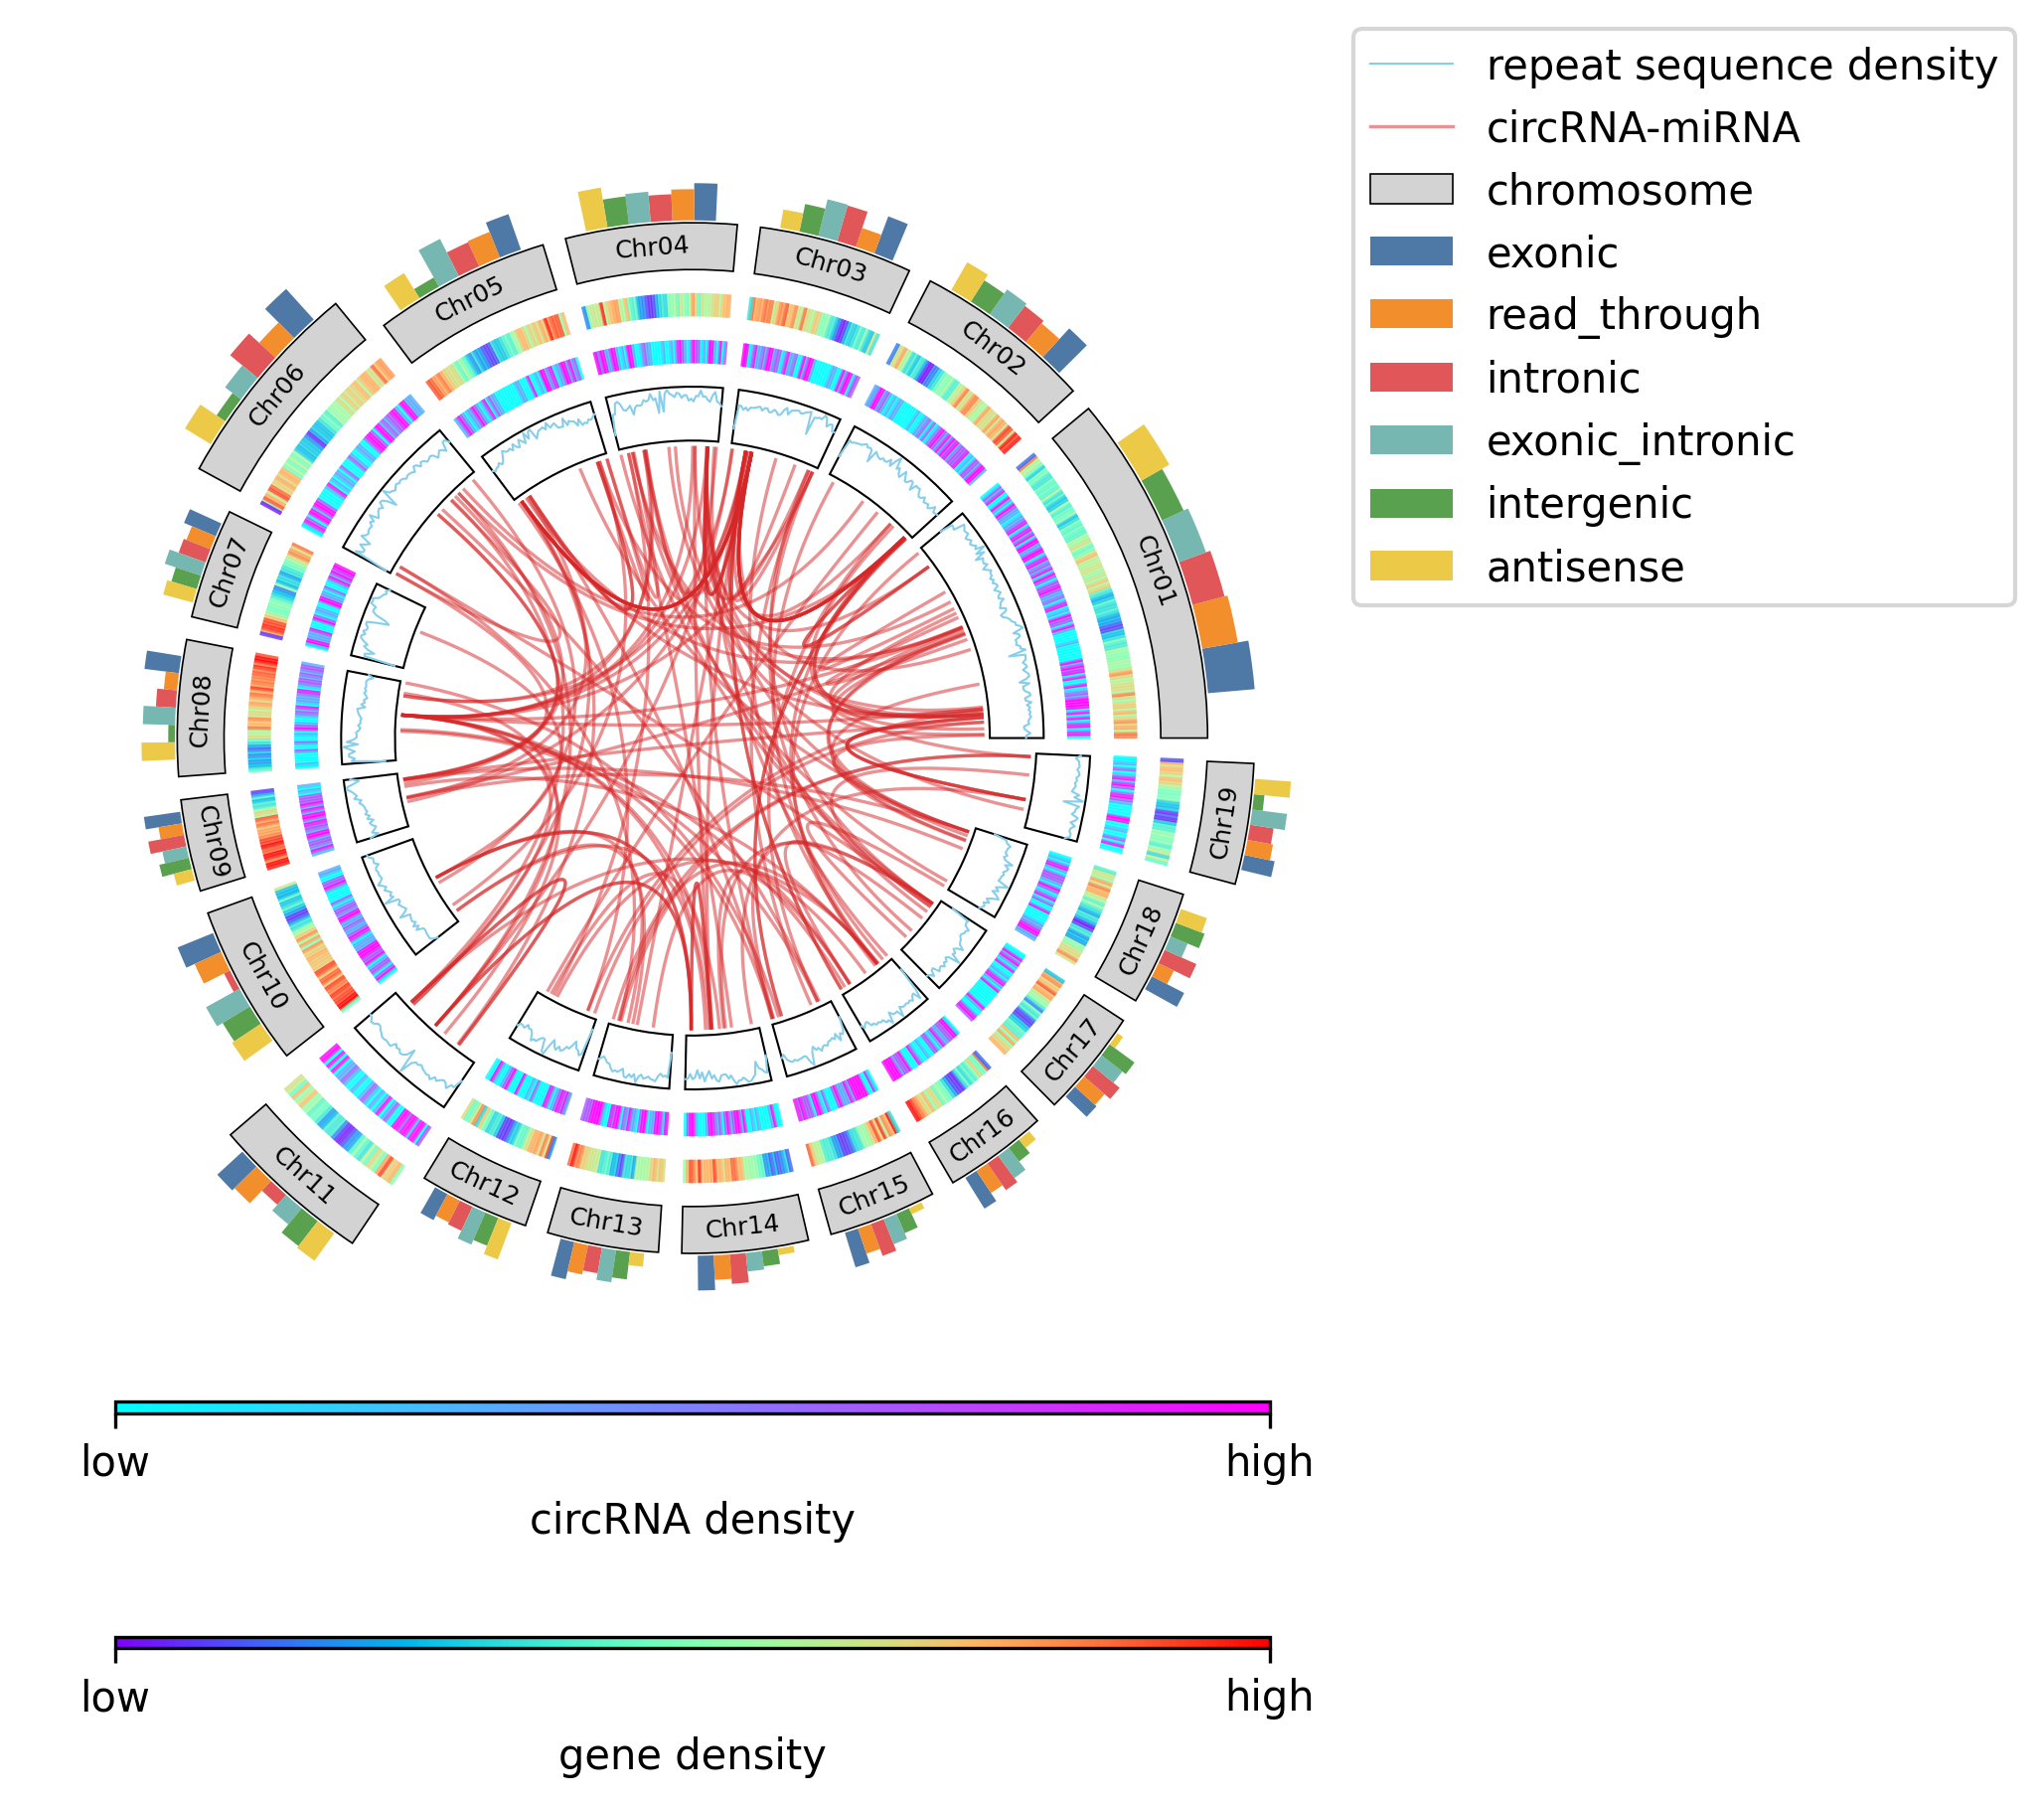 repeat sequence density
circRNA-miRNA
chromosome
exonic
read_through
intronic
exonic_intronic
intergenic
antisense
Chr01
Chr02
Chr03
Chr04
Chr05
Chr06
Chr07
Chr08
Chr09
Chr10
Chr11
Chr12
Chr13
Chr14
Chr15
Chr16
Chr17
Chr18
Chr19
low
high
circRNA density
low
high
gene density